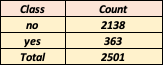 Class Count
no 2138
yes 363
Total 2501